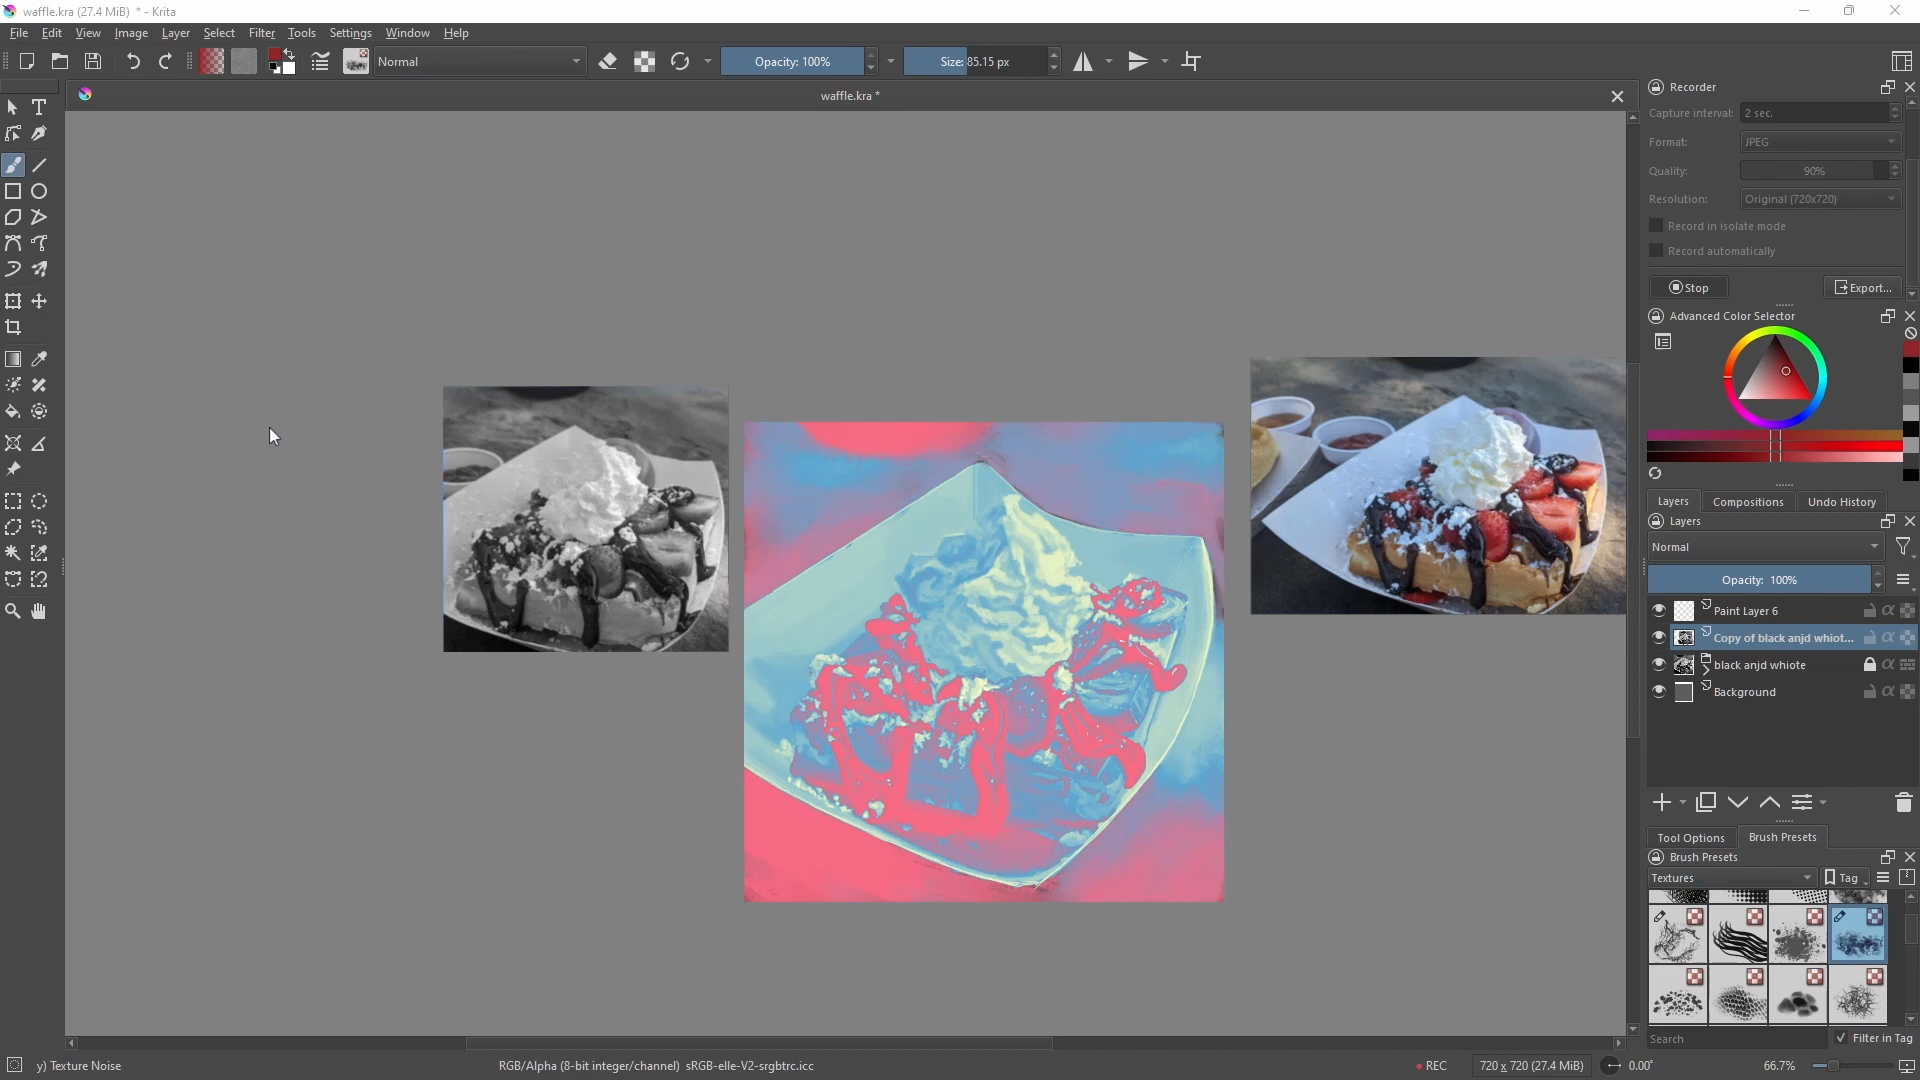 waffle.kra (27.4 MiB) * - Krita
File Edit View Image Layer Select Filter Tools Settings Window Help
Normal Opacity: 100% Size: 85.15 px
waffle.kra *
Recorder
Capture interval: 2 sec.
Format: JPEG
Quality: 90%
Resolution: Original (720x720)
Record in isolate mode
Record automatically
Stop Export...
Advanced Color Selector
Layers Compositions Undo History
Layers
Normal
Opacity: 100%
Paint Layer 6
Copy of black anjd whiot...
black anjd whiote
Background
Tool Options Brush Presets
Brush Presets
Textures Tag
Search Filter in Tag
y) Texture Noise RGB/Alpha (8-bit integer/channel) sRGB-elle-V2-srgbtrc.icc REC 720 x 720 (27.4 MiB) 0.00° 66.7%